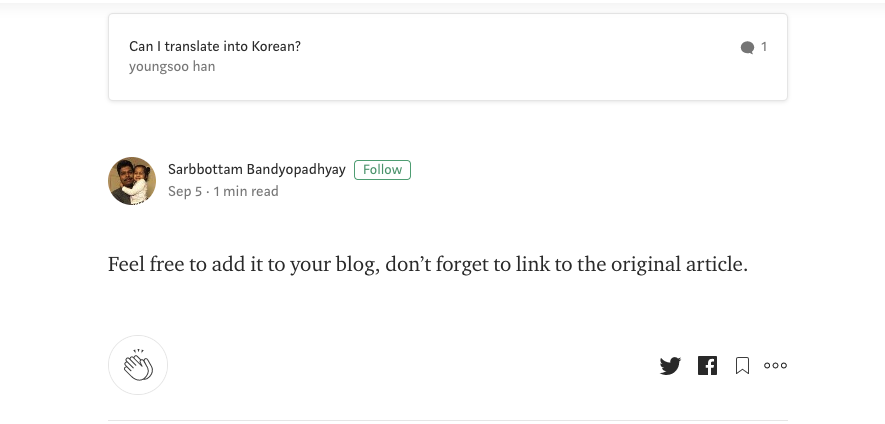 Can I translate into Korean?
1
youngsoo han
Sarbbottam Bandyopadhyay
Follow
Sep 5 · 1 min read
Feel free to add it to your blog, don’t forget to link to the original article.